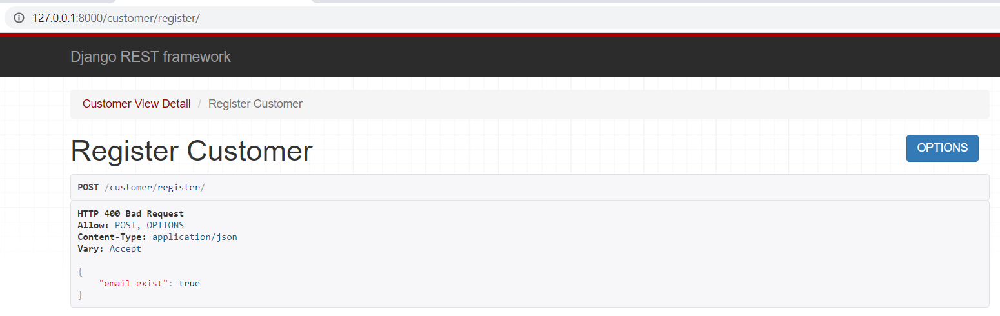 127.0.0.1:8000/customer/register/
Django REST framework
Customer View Detail / Register Customer
Register Customer
OPTIONS
POST /customer/register/
HTTP 400 Bad Request
Allow: POST, OPTIONS
Content-Type: application/json
Vary: Accept
{
    "email exist": true
}